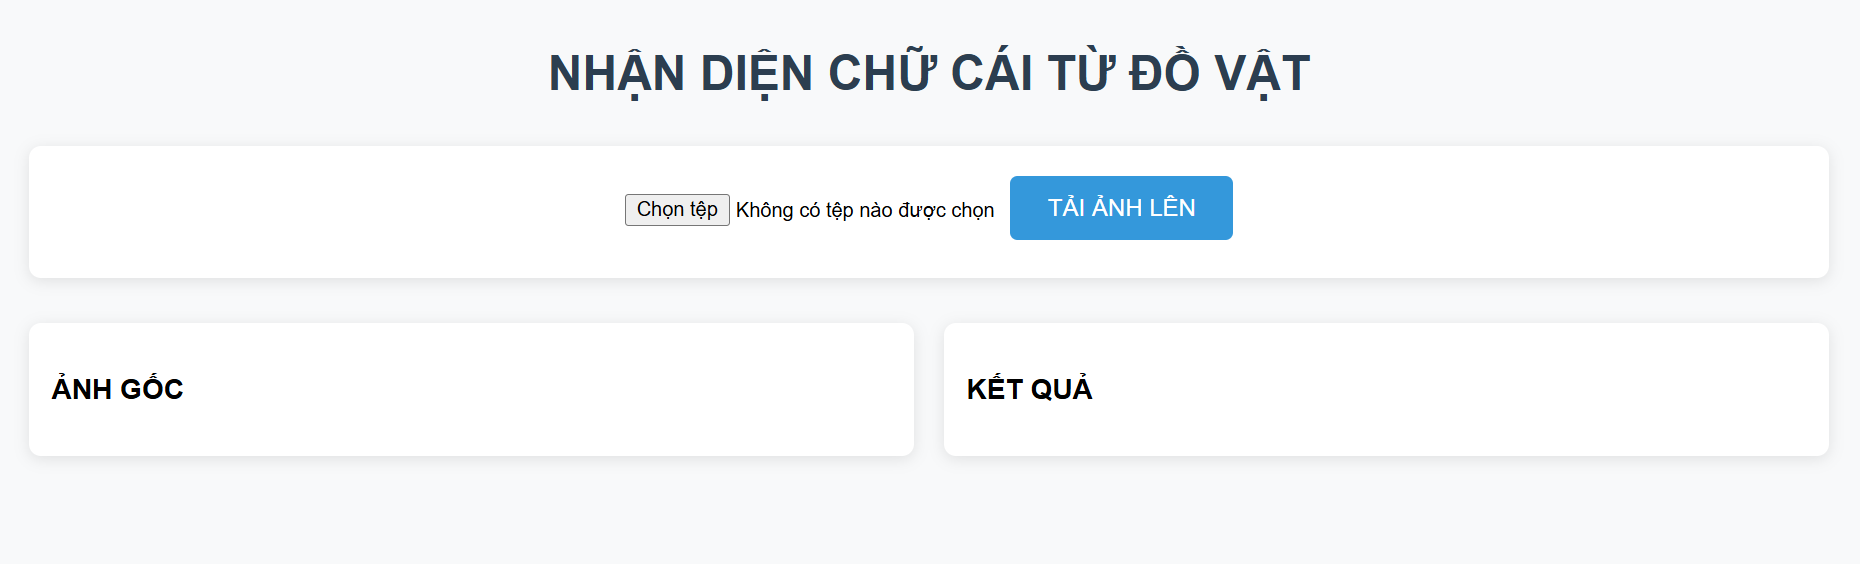 NHẬN DIỆN CHỮ CÁI TỪ ĐỒ VẬT
Chọn tệp Không có tệp nào được chọn TẢI ẢNH LÊN
ẢNH GỐC
KẾT QUẢ